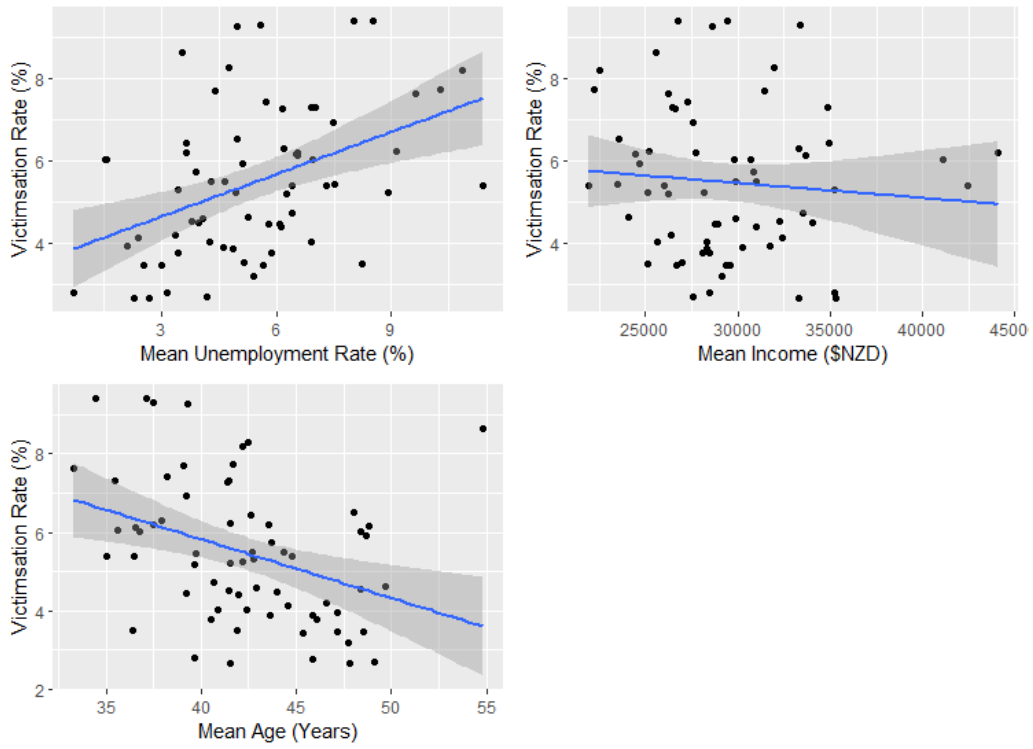 Victimsation Rate (%)
8
6
4
3 6 9
Mean Unemployment Rate (%)
Victimsation Rate (%)
8
6
4
25000 30000 35000 40000 45000
Mean Income ($NZD)
Victimsation Rate (%)
8
6
4
2
35 40 45 50 55
Mean Age (Years)